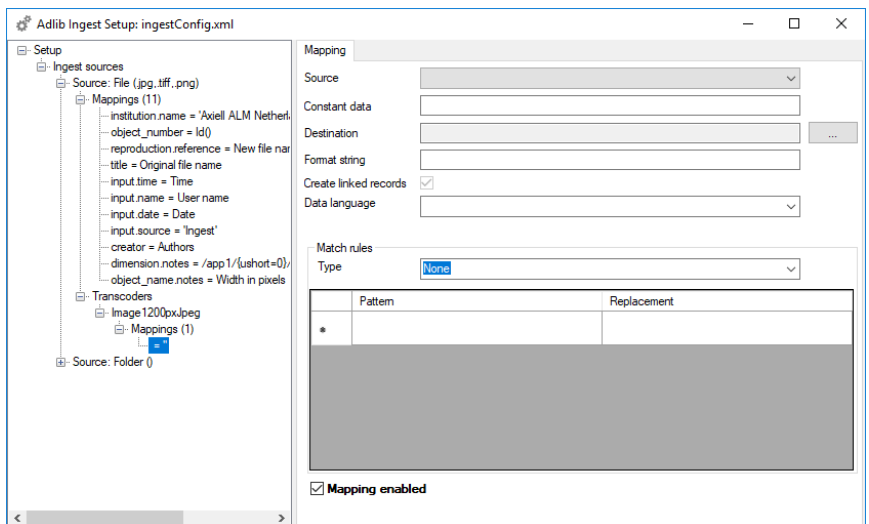 Adlib Ingest Setup: ingestConfig.xml
Setup
Ingest sources
Source: File (.jpg,.tiff,.png)
Mappings (11)
institution.name = 'Axiell ALM Netherl
object_number = Id()
reproduction.reference = New file nar
title = Original file name
input.time = Time
input.name = User name
input.date = Date
input.source = 'Ingest'
creator = Authors
dimension.notes = /app1/{ushort=0}/
object_name.notes = Width in pixels
Transcoders
Image1200pxJpeg
Mappings (1)
= ''
Source: Folder ()
Mapping
Source
Constant data
Destination
...
Format string
Create linked records
Data language
Match rules
Type
None
Pattern
Replacement
*
Mapping enabled